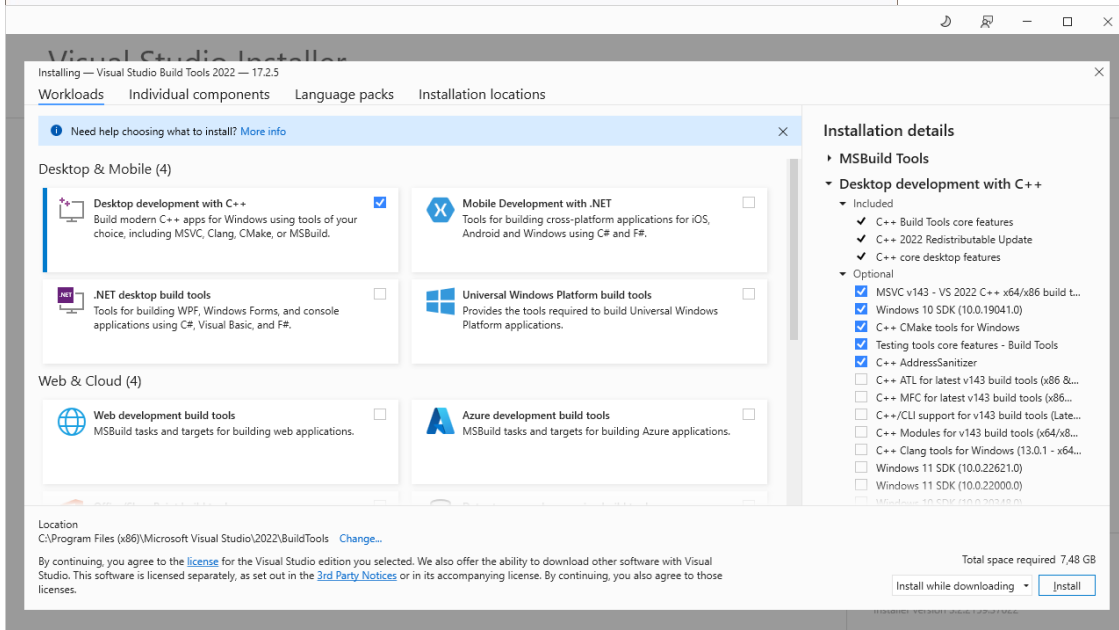 Visual Studio Installer
Installing — Visual Studio Build Tools 2022 — 17.2.5
Workloads
Individual components
Language packs
Installation locations
Need help choosing what to install? More info
Desktop & Mobile (4)
Desktop development with C++
Build modern C++ apps for Windows using tools of your
choice, including MSVC, Clang, CMake, or MSBuild.
Mobile Development with .NET
Tools for building cross-platform applications for iOS,
Android and Windows using C# and F#.
.NET
.NET desktop build tools
Tools for building WPF, Windows Forms, and console
applications using C#, Visual Basic, and F#.
Universal Windows Platform build tools
Provides the tools required to build Universal Windows
Platform applications.
Web & Cloud (4)
Web development build tools
MSBuild tasks and targets for building web applications.
Azure development build tools
MSBuild tasks and targets for building Azure applications.
Installation details
MSBuild Tools
Desktop development with C++
Included
C++ Build Tools core features
C++ 2022 Redistributable Update
C++ core desktop features
Optional
MSVC v143 - VS 2022 C++ x64/x86 build t...
Windows 10 SDK (10.0.19041.0)
C++ CMake tools for Windows
Testing tools core features - Build Tools
C++ AddressSanitizer
C++ ATL for latest v143 build tools (x86 &...
C++ MFC for latest v143 build tools (x86...
C++/CLI support for v143 build tools (Late...
C++ Modules for v143 build tools (x64/x8...
C++ Clang tools for Windows (13.0.1 - x64...
Windows 11 SDK (10.0.22621.0)
Windows 11 SDK (10.0.22000.0)
Windows 10 SDK (10.0.20348.0)
Location
C:\Program Files (x86)\Microsoft Visual Studio\2022\BuildTools Change...
By continuing, you agree to the license for the Visual Studio edition you selected. We also offer the ability to download other software with Visual
Studio. This software is licensed separately, as set out in the 3rd Party Notices or in its accompanying license. By continuing, you also agree to those
licenses.
Total space required 7,48 GB
Install while downloading
Install